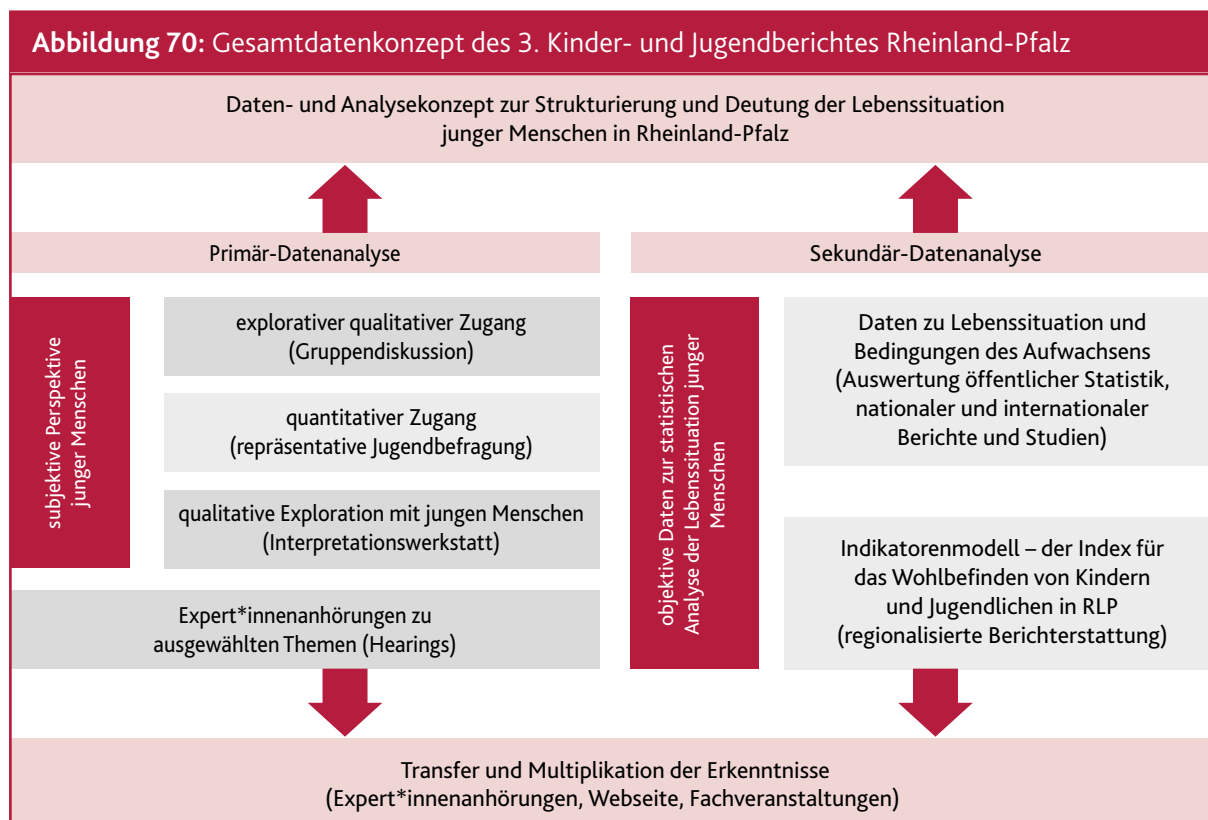 Abbildung 70: Gesamtdatenkonzept des 3. Kinder- und Jugendberichtes Rheinland-Pfalz
Daten- und Analysekonzept zur Strukturierung und Deutung der Lebenssituation
junger Menschen in Rheinland-Pfalz
Primär-Datenanalyse
subjektive Perspektive
junger Menschen
explorativer qualitativer Zugang
(Gruppendiskussion)
quantitativer Zugang
(repräsentative Jugendbefragung)
qualitative Exploration mit jungen Menschen
(Interpretationswerkstatt)
Expert*innenanhörungen zu
ausgewählten Themen (Hearings)
Sekundär-Datenanalyse
objektive Daten zur statistischen
Analyse der Lebenssituation junger
Menschen
Daten zu Lebenssituation und
Bedingungen des Aufwachsens
(Auswertung öffentlicher Statistik,
nationaler und internationaler
Berichte und Studien)
Indikatorenmodell – der Index für
das Wohlbefinden von Kindern
und Jugendlichen in RLP
(regionalisierte Berichterstattung)
Transfer und Multiplikation der Erkenntnisse
(Expert*innenanhörungen, Webseite, Fachveranstaltungen)